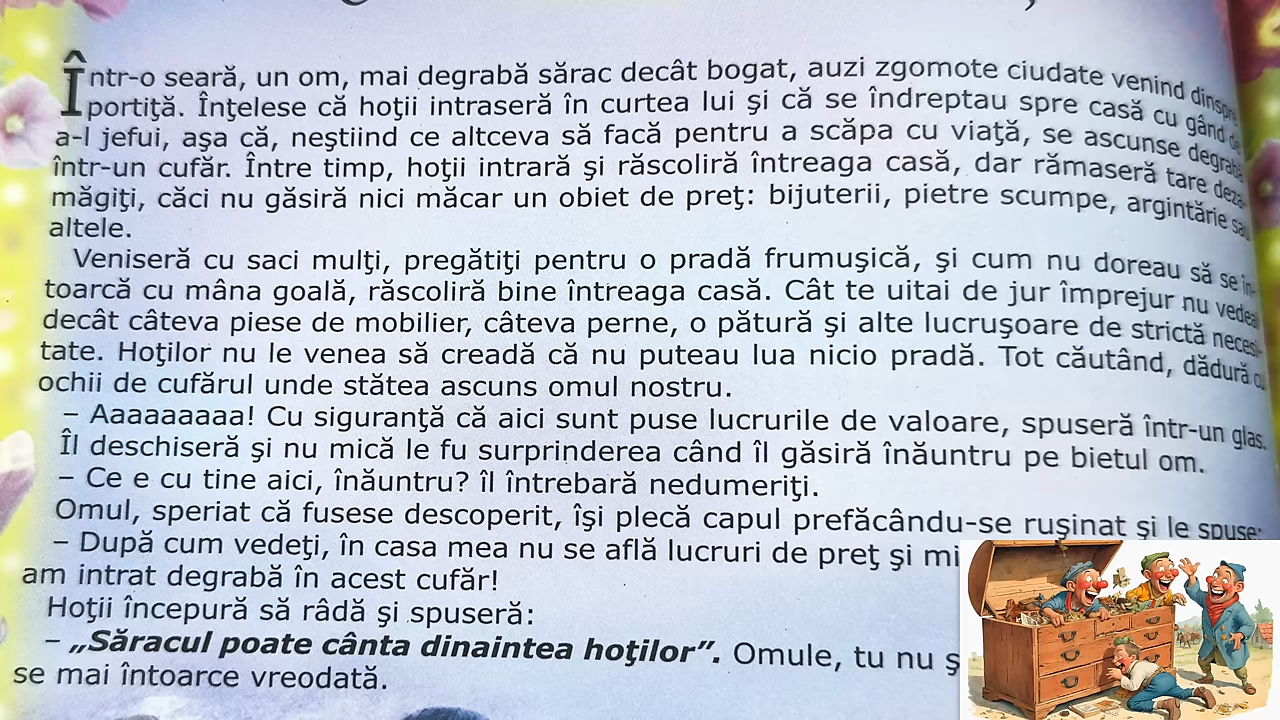 Într-o seară, un om, mai degrabă sărac decât bogat, auzi zgomote ciudate venind dinspre
portiţă. Înţelese că hoţii intraseră în curtea lui şi că se îndreptau spre casă cu gând de
a-l jefui, aşa că, neştiind ce altceva să facă pentru a scăpa cu viaţă, se ascunse degrabă
într-un cufăr. Între timp, hoţii intrară şi răscoliră întreaga casă, dar rămaseră tare deza-
măgiţi, căci nu găsiră nici măcar un obiet de preţ: bijuterii, pietre scumpe, argintărie sau
altele.
Veniseră cu saci mulţi, pregătiţi pentru o pradă frumuşică, şi cum nu doreau să se în-
toarcă cu mâna goală, răscoliră bine întreaga casă. Cât te uitai de jur împrejur nu vedeai
decât câteva piese de mobilier, câteva perne, o pătură şi alte lucruşoare de strictă necesi-
tate. Hoţilor nu le venea să creadă că nu puteau lua nicio pradă. Tot căutând, dădură cu
ochii de cufărul unde stătea ascuns omul nostru.
– Aaaaaaaaa! Cu siguranţă că aici sunt puse lucrurile de valoare, spuseră într-un glas.
Îl deschiseră şi nu mică le fu surprinderea când îl găsiră înăuntru pe bietul om.
– Ce e cu tine aici, înăuntru? îl întrebară nedumeriţi.
Omul, speriat că fusese descoperit, îşi plecă capul prefăcându-se ruşinat şi le spuse:
– După cum vedeţi, în casa mea nu se află lucruri de preţ şi mi
am intrat degrabă în acest cufăr!
Hoţii începură să râdă şi spuseră:
– „Săracul poate cânta dinaintea hoţilor”. Omule, tu nu ş
se mai întoarce vreodată.